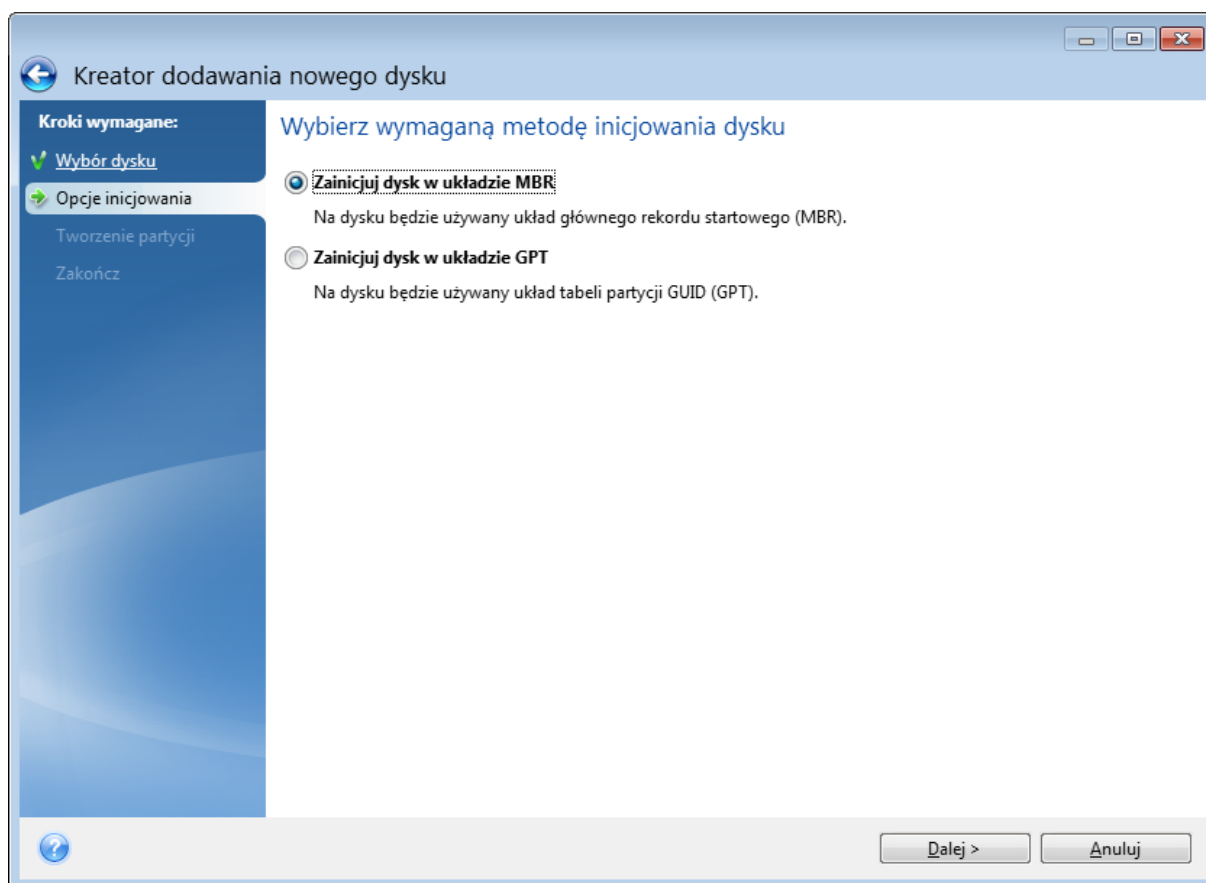 Kreator dodawania nowego dysku
Kroki wymagane:
Wybór dysku
Opcje inicjowania
Tworzenie partycji
Zakończ
Wybierz wymaganą metodę inicjowania dysku
Zainicjuj dysk w układzie MBR
Na dysku będzie używany układ głównego rekordu startowego (MBR).
Zainicjuj dysk w układzie GPT
Na dysku będzie używany układ tabeli partycji GUID (GPT).
Dalej >
Anuluj